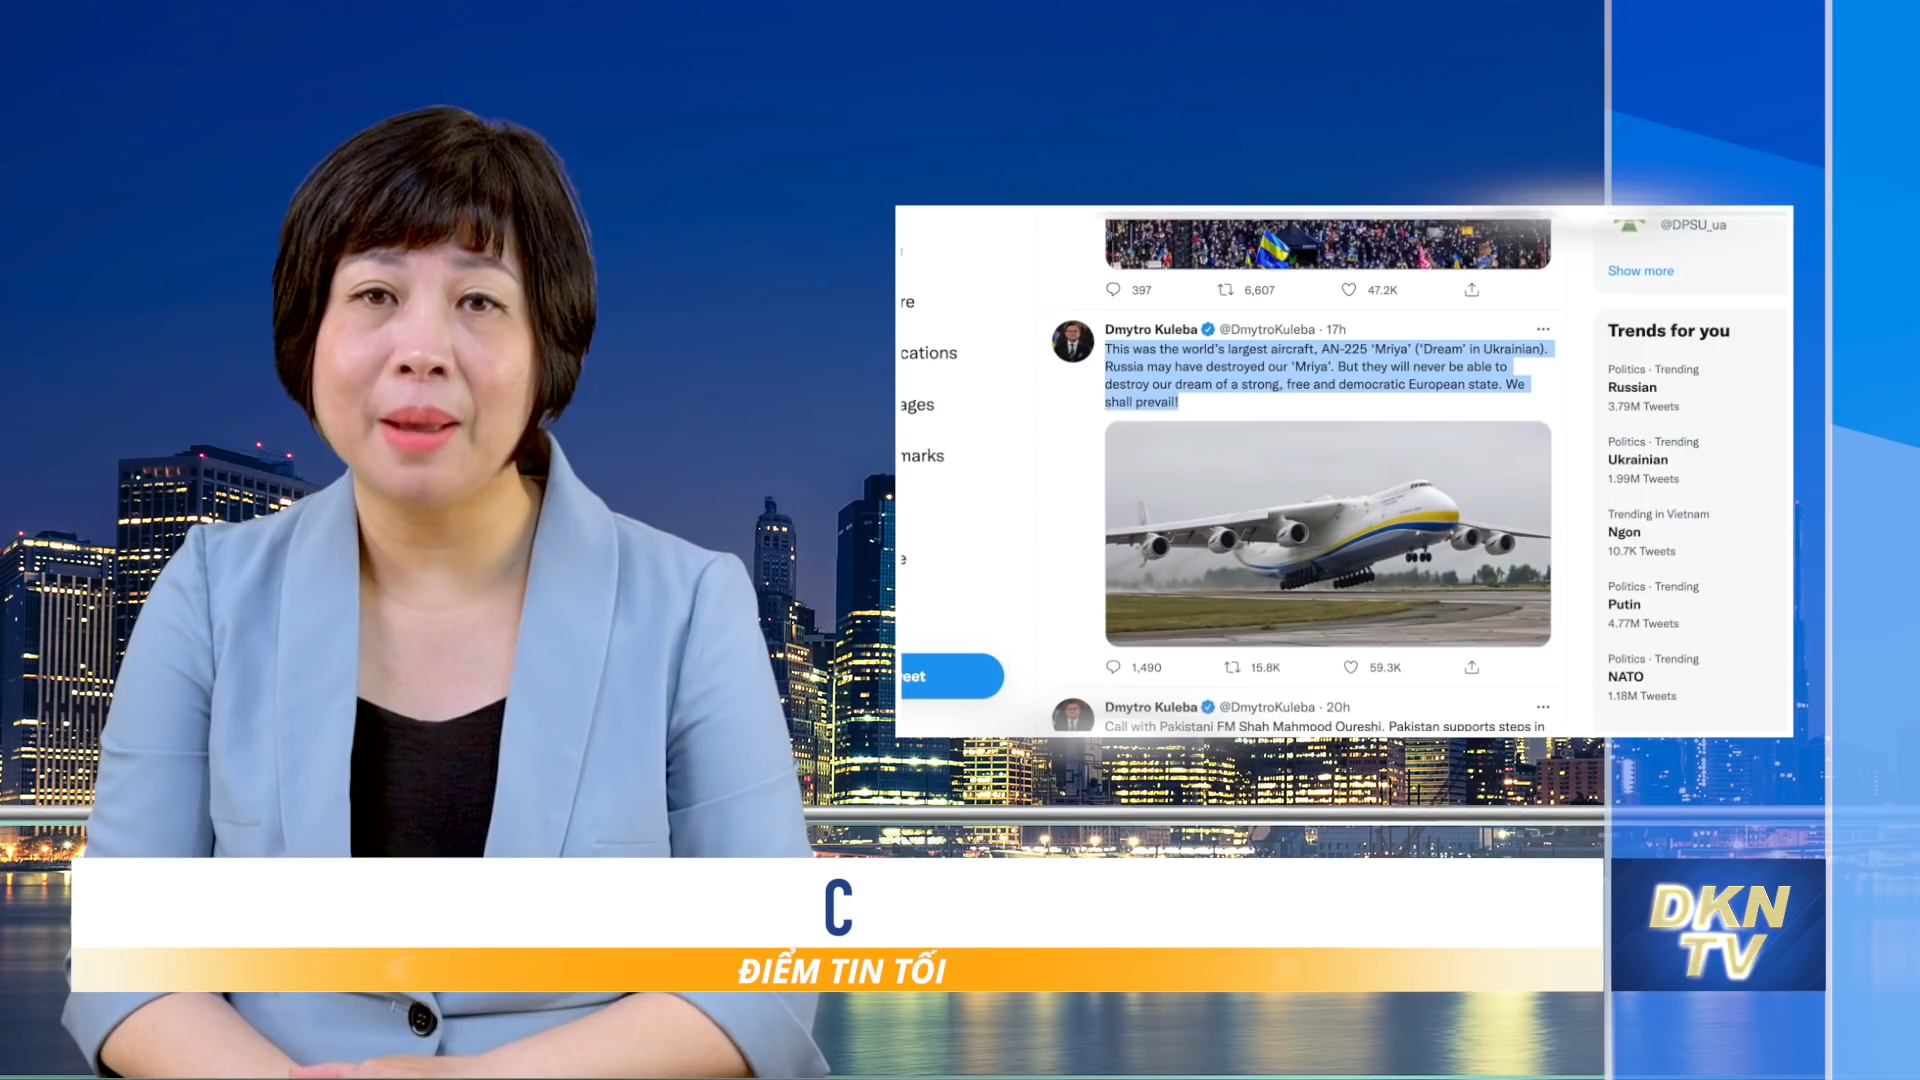 @DPSU_ua
Show more
397 6,607 47.2K
re
cations
ages
marks
e
eet
Dmytro Kuleba @DmytroKuleba · 17h
This was the world's largest aircraft, AN-225 'Mriya' ('Dream' in Ukrainian).
Russia may have destroyed our 'Mriya'. But they will never be able to
destroy our dream of a strong, free and democratic European state. We
shall prevail!
1,490 15.8K 59.3K
Dmytro Kuleba @DmytroKuleba · 20h
Call with Pakistani FM Shah Mahmood Qureshi. Pakistan supports steps in
Trends for you
Politics · Trending
Russian
3.79M Tweets
Politics · Trending
Ukrainian
1.99M Tweets
Trending in Vietnam
Ngon
10.7K Tweets
Politics · Trending
Putin
4.77M Tweets
Politics · Trending
NATO
1.18M Tweets
C
ĐIỂM TIN TỐI
DKN
TV